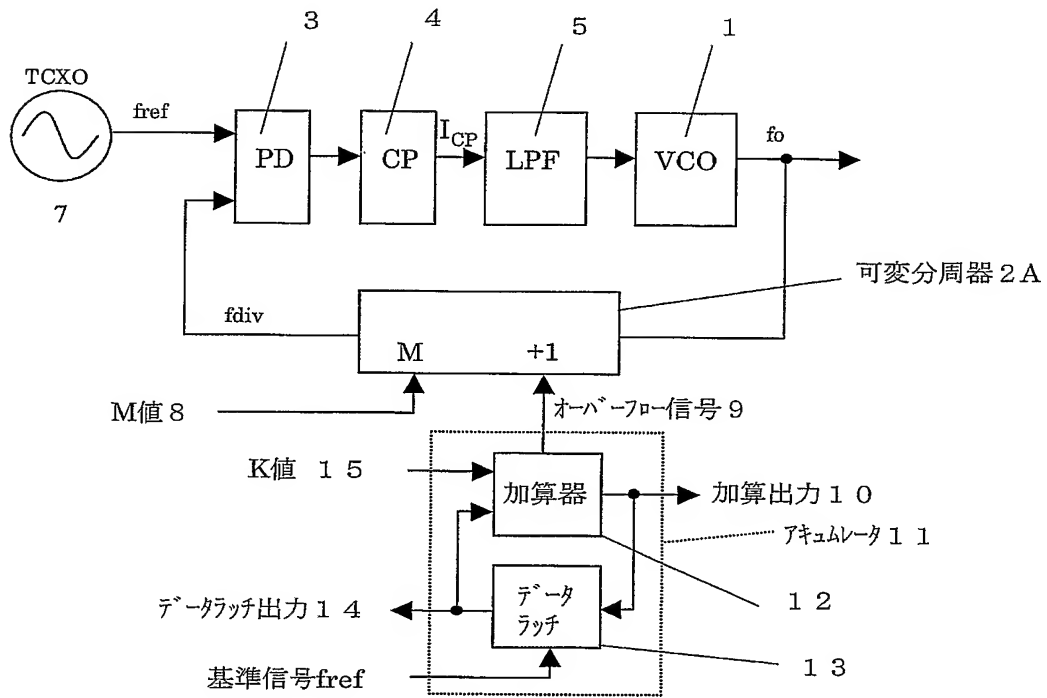 3
4
5
1
TCXO
fref
PD
CP
I_CP
LPF
VCO
fo
7
可変分周器2A
fdiv
M
+1
M値8
オーバーフロー信号9
K値 15
加算器
加算出力10
アキュムレータ11
データラッチ出力14
データ
ラッチ
12
基準信号fref
13